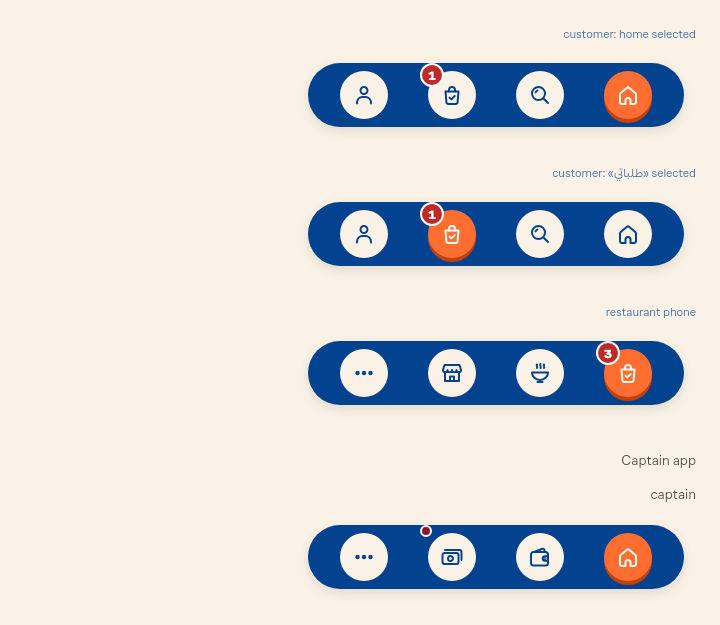 customer: home selected
1
customer: «طلباتي» selected
1
restaurant phone
3
Captain app
captain